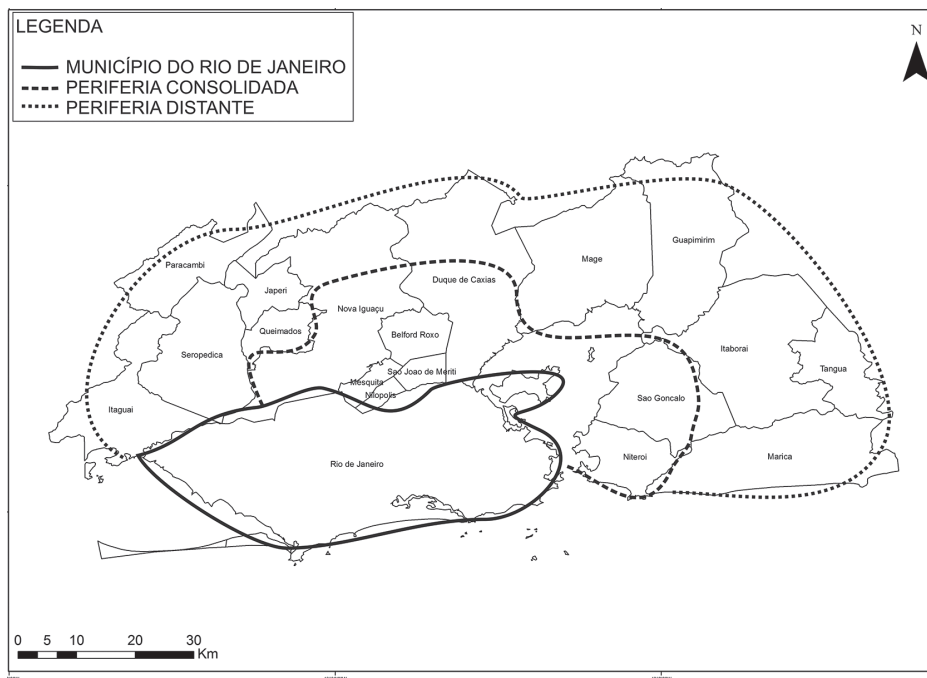 LEGENDA
MUNICÍPIO DO RIO DE JANEIRO
PERIFERIA CONSOLIDADA
PERIFERIA DISTANTE
N
Guapimirim
Mage
Paracambi
Duque de Caxias
Japeri
Nova Iguaçu
Queimados
Belford Roxo
Itaborai
Seropedica
Tangua
Sao Joao de Meriti
Mesquita
Nilopolis
Sao Goncalo
Itaguai
Niteroi
Marica
Rio de Janeiro
0 5 10 20 30
Km